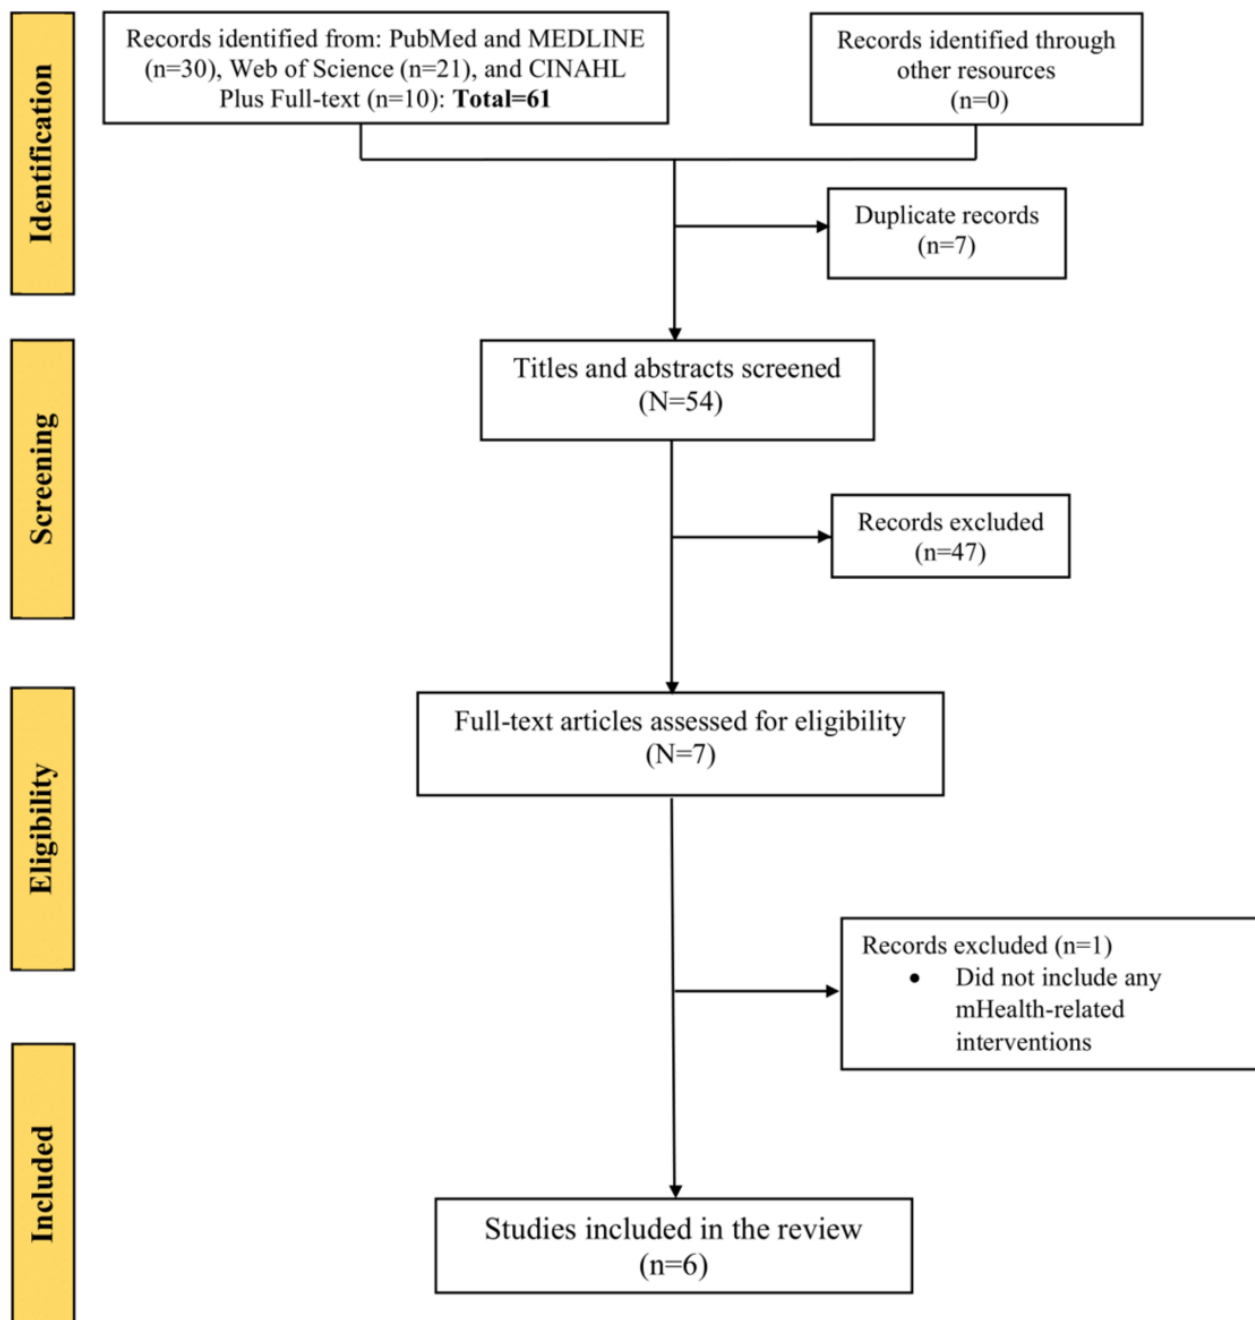 Identification
Records identified from: PubMed and MEDLINE
(n=30), Web of Science (n=21), and CINAHL
Plus Full-text (n=10): Total=61
Records identified through
other resources
(n=0)
Duplicate records
(n=7)
Screening
Titles and abstracts screened
(N=54)
Records excluded
(n=47)
Eligibility
Full-text articles assessed for eligibility
(N=7)
Records excluded (n=1)
• Did not include any
mHealth-related
interventions
Included
Studies included in the review
(n=6)